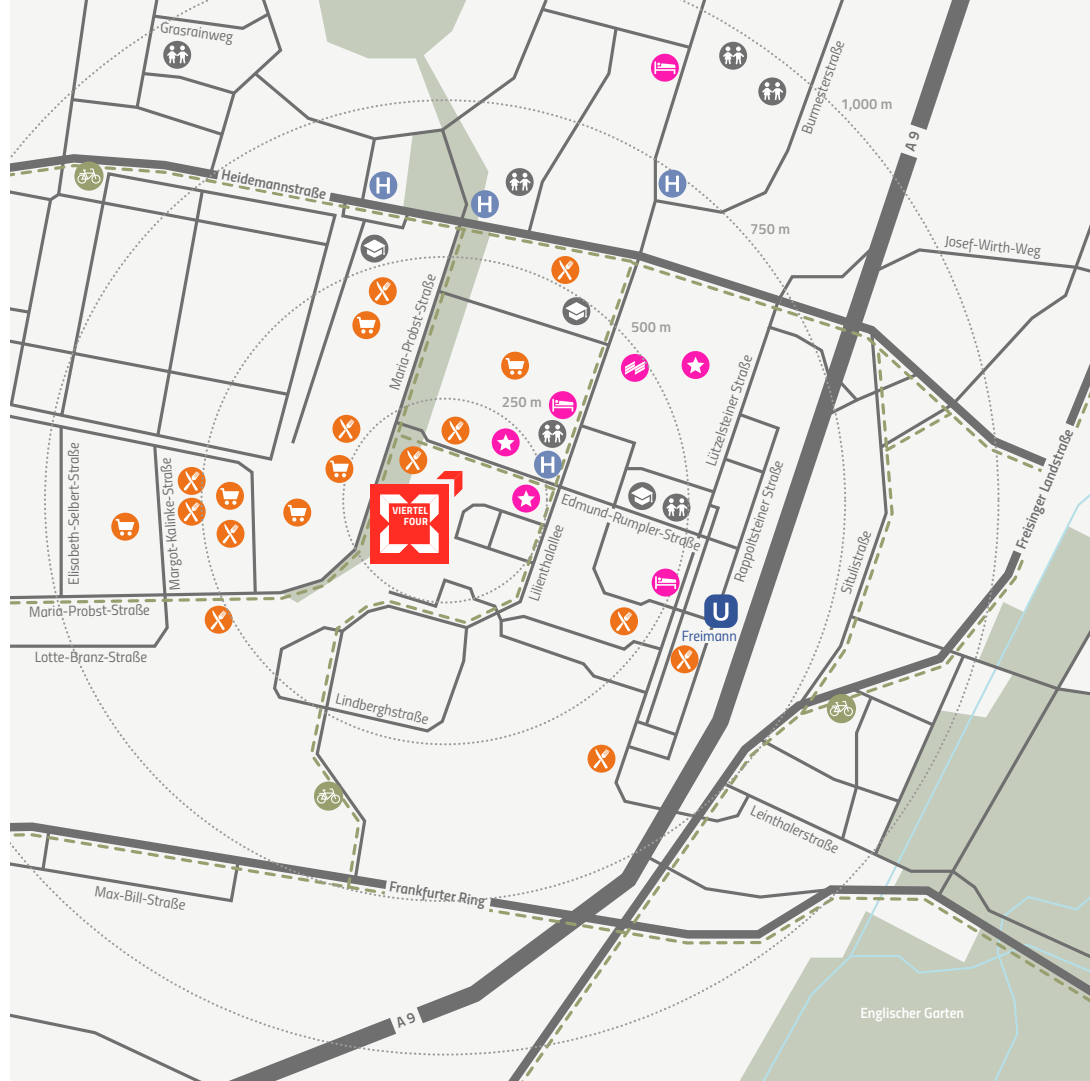 Grasrainweg
Burmesterstraße
1,000 m
A 9
Heidemannstraße
750 m
Josef-Wirth-Weg
H
H
H
Maria-Probst-Straße
500 m
250 m
Lützelsteiner Straße
Freisinger Landstraße
Elisabeth-Selbert-Straße
Margot-Kalinke-Straße
H
VIERTEL
FOUR
Edmund-Rumpler-Straße
Rappoltsteiner Straße
Lilienthalallee
Situlistraße
Maria-Probst-Straße
U
Freimann
Lotte-Branz-Straße
Lindberghstraße
Leinthalerstraße
Max-Bill-Straße
Frankfurter Ring
A 9
Englischer Garten